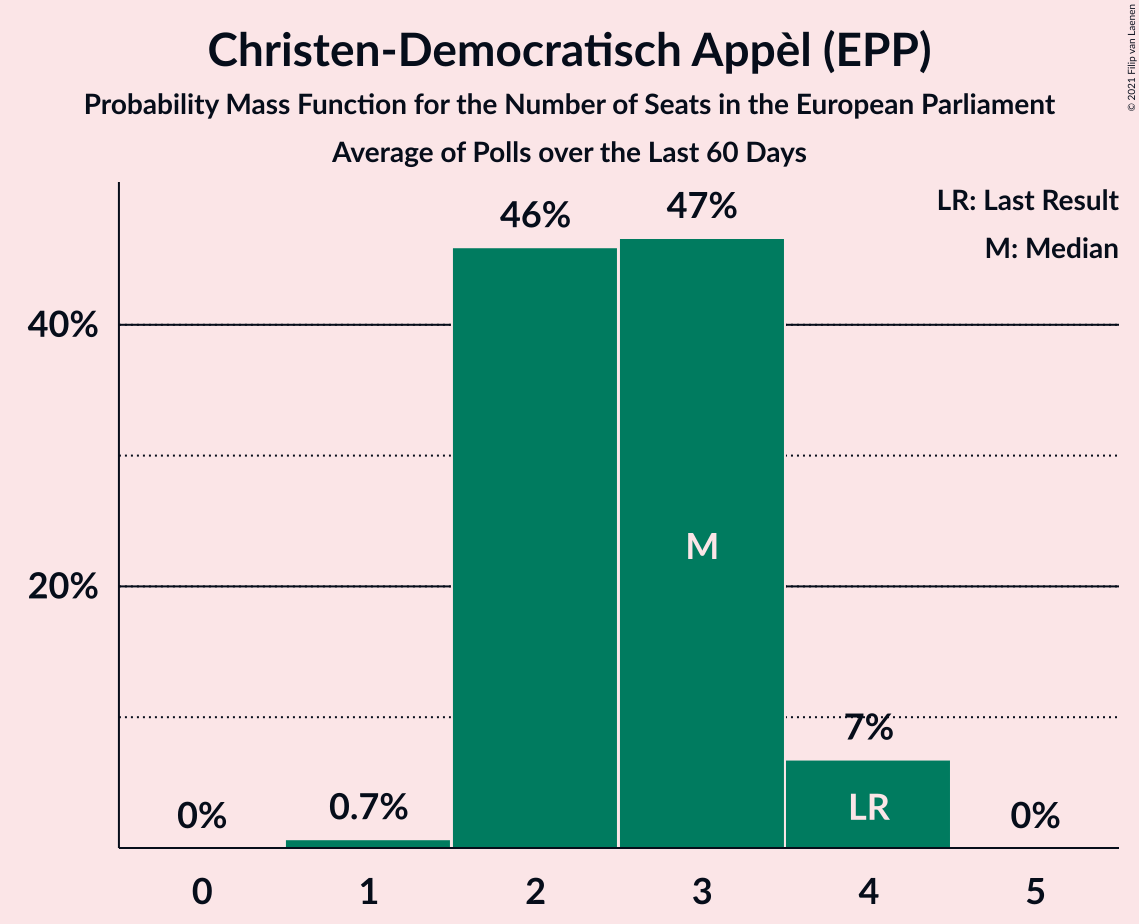 Christen-Democratisch Appèl (EPP)
Probability Mass Function for the Number of Seats in the European Parliament
Average of Polls over the Last 60 Days
© 2021 Filip van Laenen
LR: Last Result
M: Median
40%
20%
0%
0.7%
46%
47%
7%
0%
M
LR
0 1 2 3 4 5